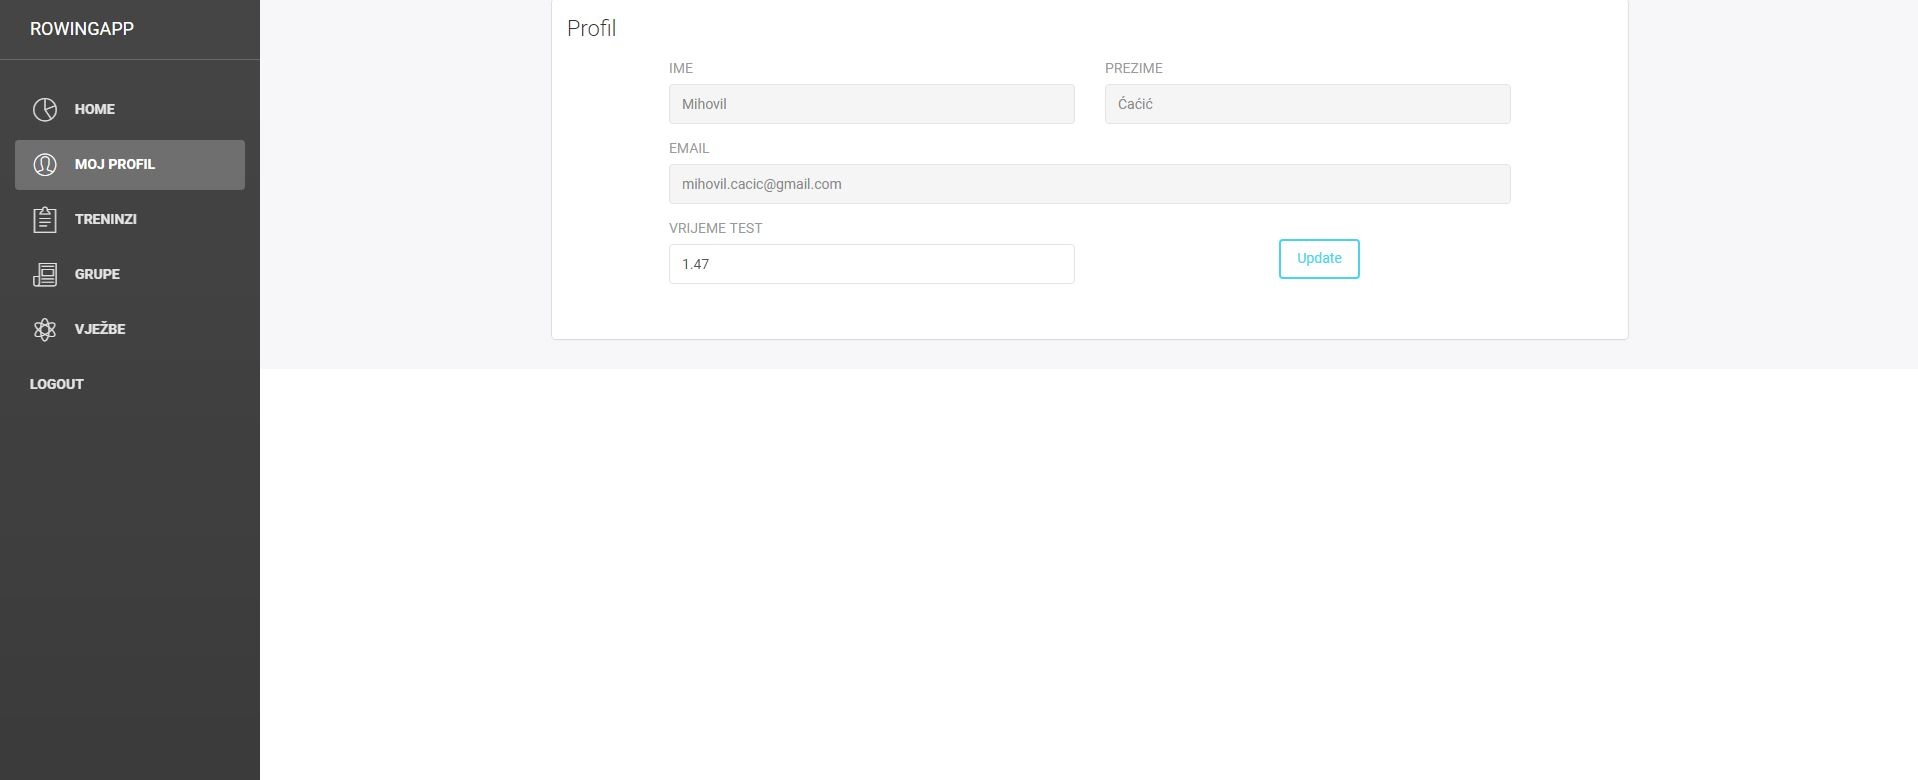 ROWINGAPP
HOME
MOJ PROFIL
TRENINZI
GRUPE
VJEŽBE
LOGOUT
Profil
IME
PREZIME
Mihovil
Ćaćić
EMAIL
mihovil.cacic@gmail.com
VRIJEME TEST
1.47
Update